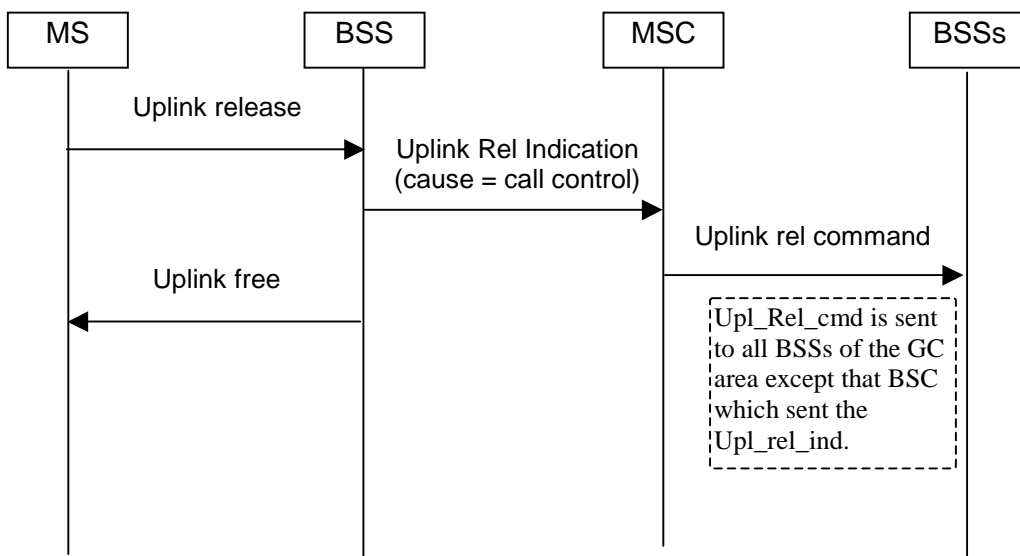 MS
BSS
MSC
BSSs
Uplink release
Uplink Rel Indication
(cause = call control)
Uplink rel command
Uplink free
Upl_Rel_cmd is sent
to all BSSs of the GC
area except that BSC
which sent the
Upl_rel_ind.